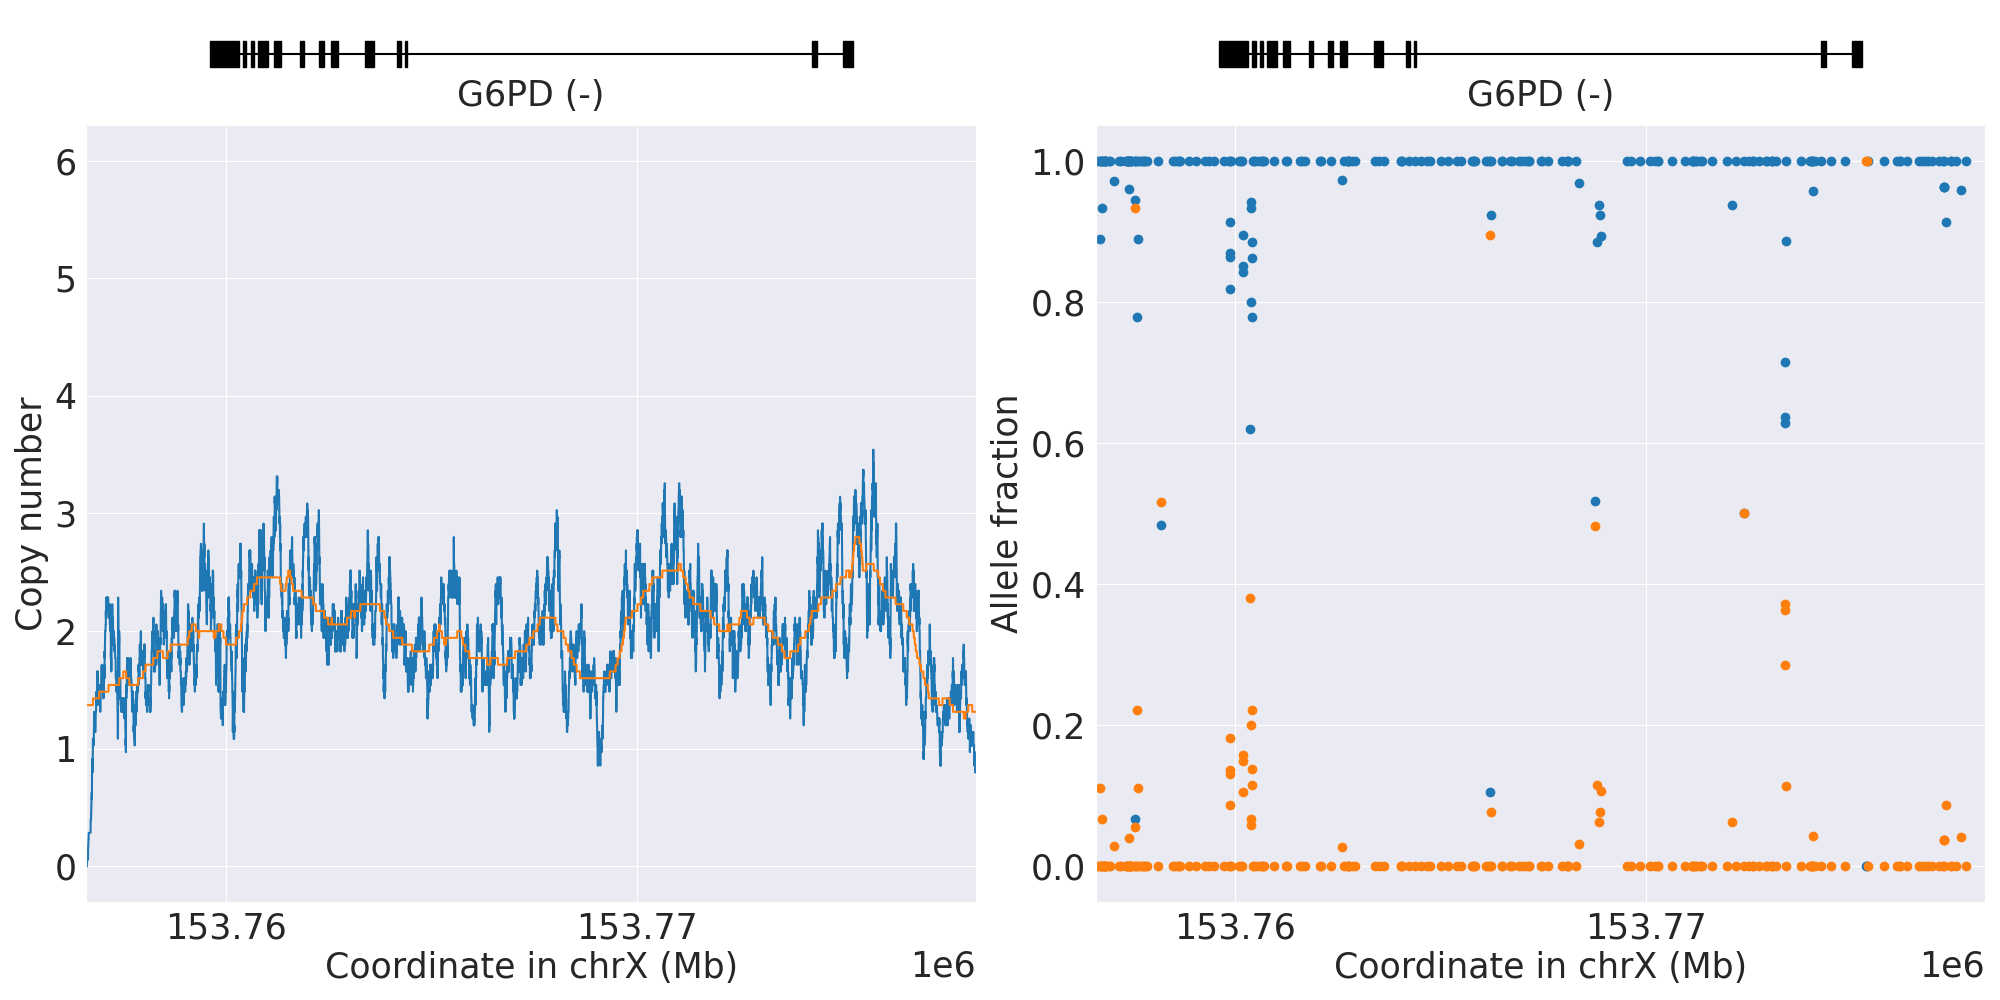 G6PD (-)
G6PD (-)
6
5
4
3
2
1
0
Copy number
153.76
153.77
Coordinate in chrX (Mb)
1e6
1.0
0.8
0.6
0.4
0.2
0.0
Allele fraction
153.76
153.77
Coordinate in chrX (Mb)
1e6